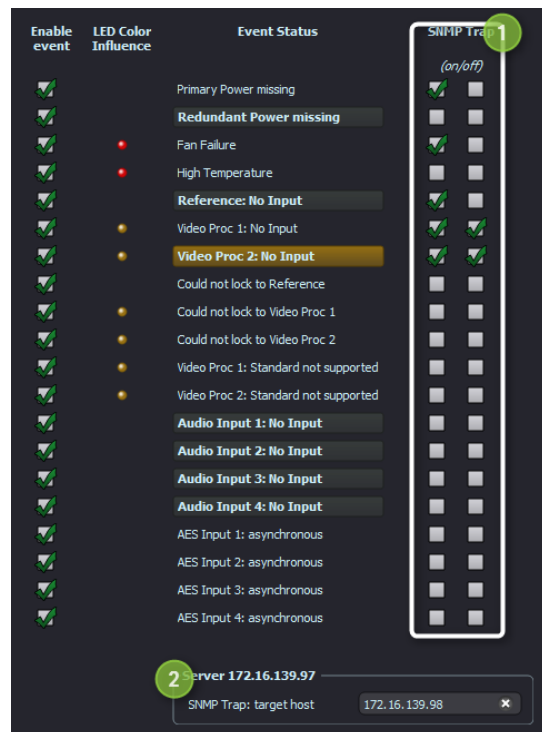 Enable event
LED Color Influence
Event Status
SNMP Trap
1
(on/off)
Primary Power missing
Redundant Power missing
Fan Failure
High Temperature
Reference: No Input
Video Proc 1: No Input
Video Proc 2: No Input
Could not lock to Reference
Could not lock to Video Proc 1
Could not lock to Video Proc 2
Video Proc 1: Standard not supported
Video Proc 2: Standard not supported
Audio Input 1: No Input
Audio Input 2: No Input
Audio Input 3: No Input
Audio Input 4: No Input
AES Input 1: asynchronous
AES Input 2: asynchronous
AES Input 3: asynchronous
AES Input 4: asynchronous
2
Server 172.16.139.97
SNMP Trap: target host 172.16.139.98